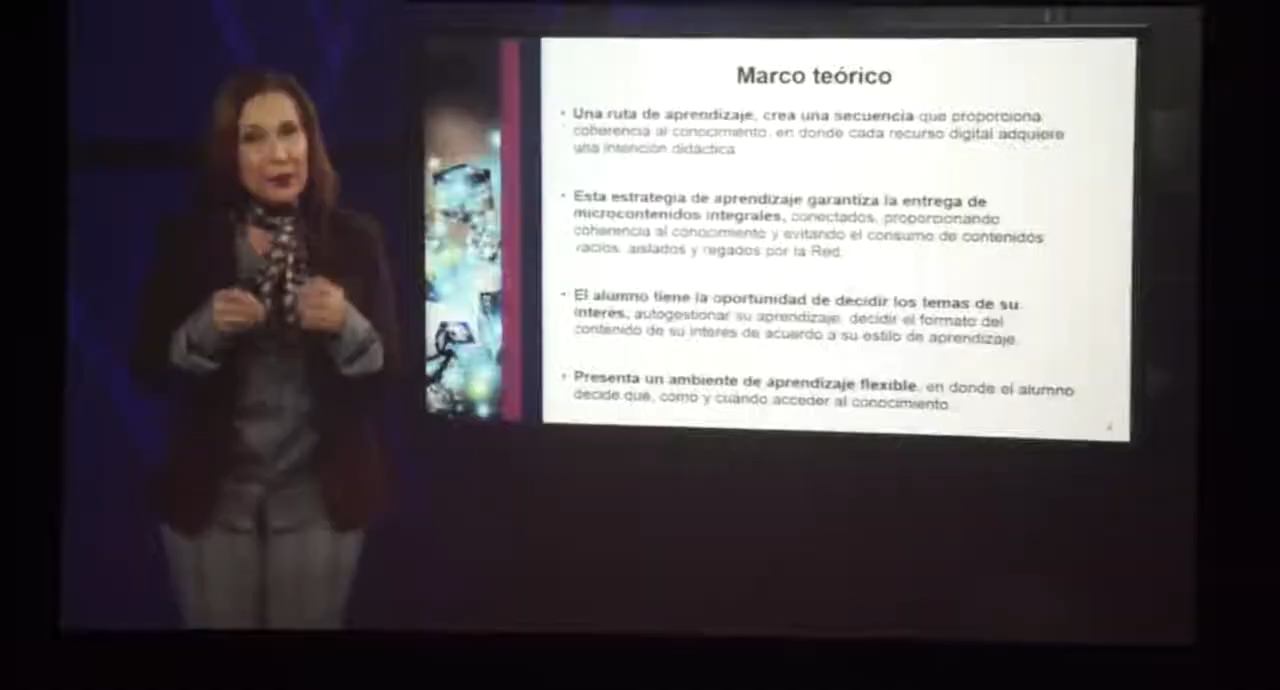 Marco teórico
• Una ruta de aprendizaje, crea una secuencia que proporciona
coherencia al conocimiento, en donde cada recurso digital adquiere
una intención didáctica.
• Esta estrategia de aprendizaje garantiza la entrega de
microcontenidos integrales, conectados, proporcionando
coherencia al conocimiento y evitando el consumo de contenidos
vacíos, aislados y regados por la Red.
• El alumno tiene la oportunidad de decidir los temas de su
interés, autogestionar su aprendizaje, decidir el formato del
contenido de su interés de acuerdo a su estilo de aprendizaje.
• Presenta un ambiente de aprendizaje flexible, en donde el alumno
decide qué, cómo y cuándo acceder al conocimiento.